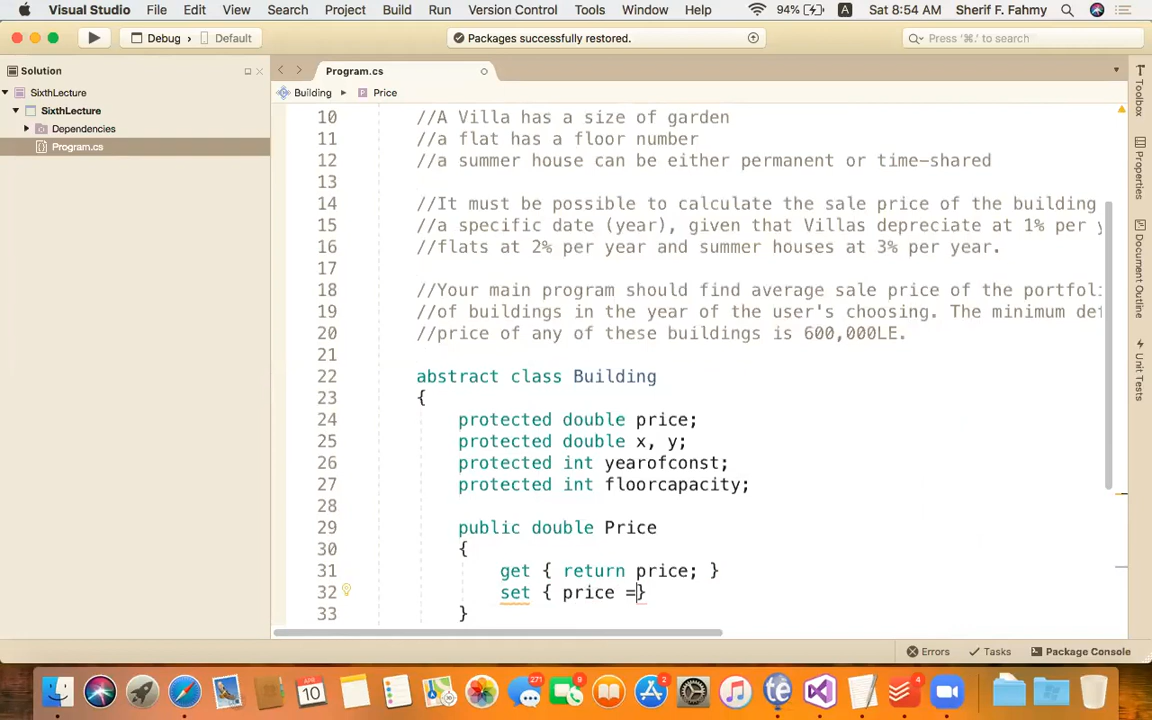 Visual Studio File Edit View Search Project Build Run Version Control Tools Window Help 94% A Sat 8:54 AM Sherif F. Fahmy
Debug › Default Packages successfully restored. Press ‘⌘.’ to search
Solution Program.cs
SixthLecture
SixthLecture
Dependencies
Program.cs
Building Price
10 //A Villa has a size of garden
11 //a flat has a floor number
12 //a summer house can be either permanent or time-shared
13
14 //It must be possible to calculate the sale price of the building
15 //a specific date (year), given that Villas depreciate at 1% per y
16 //flats at 2% per year and summer houses at 3% per year.
17
18 //Your main program should find average sale price of the portfoli
19 //of buildings in the year of the user's choosing. The minimum def
20 //price of any of these buildings is 600,000LE.
21
22 abstract class Building
23 {
24 protected double price;
25 protected double x, y;
26 protected int yearofconst;
27 protected int floorcapacity;
28
29 public double Price
30 {
31 get { return price; }
32 set { price =}
33 }
Toolbox
Properties
Document Outline
Unit Tests
Errors Tasks Package Console
APR
10
271
9
te
4